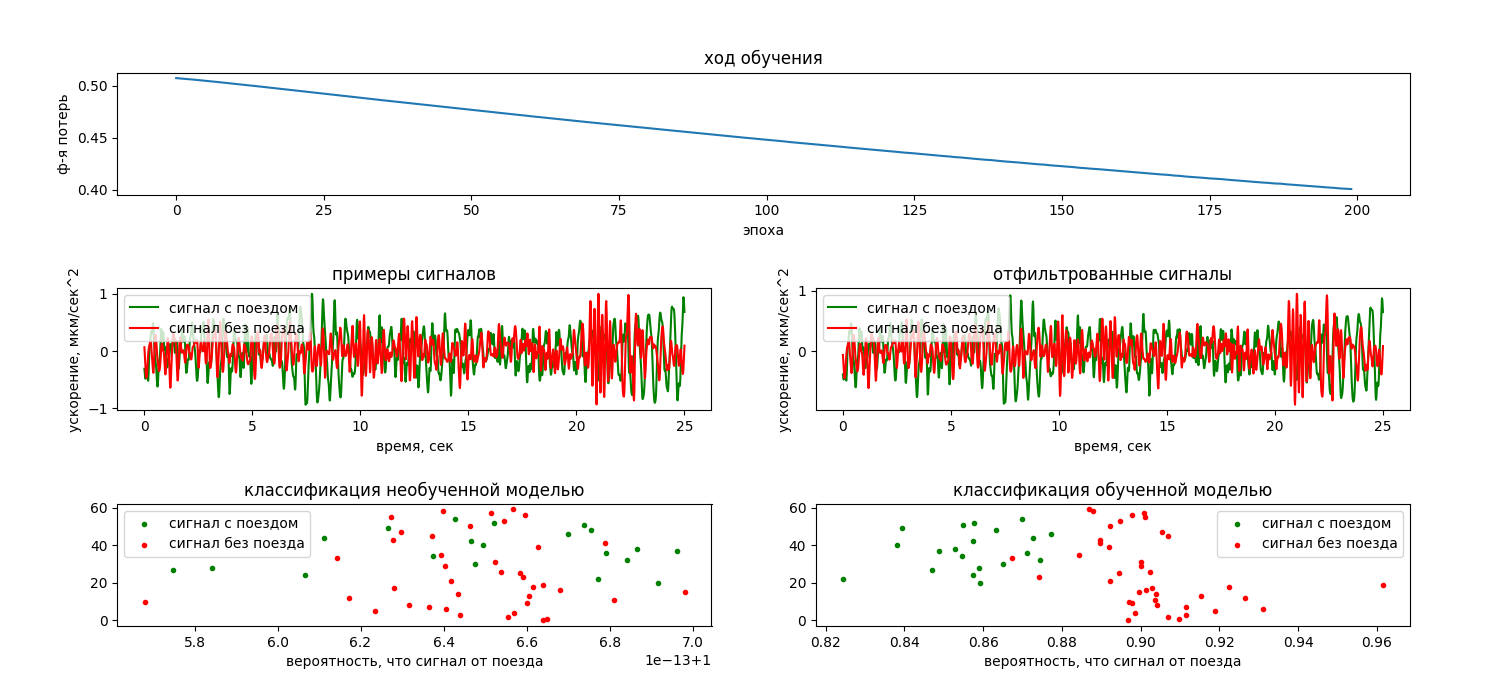 ход обучения
0.50
0.45
0.40
ф-я потерь
0 25 50 75 100 125 150 175 200
эпоха
примеры сигналов
1
0
−1
ускорение, мкм/сек^2
сигнал с поездом
сигнал без поезда
0 5 10 15 20 25
время, сек
отфильтрованные сигналы
1
0
ускорение, мкм/сек^2
сигнал с поездом
сигнал без поезда
0 5 10 15 20 25
время, сек
классификация необученной моделью
60
40
20
0
сигнал с поездом
сигнал без поезда
5.8 6.0 6.2 6.4 6.6 6.8 7.0
вероятность, что сигнал от поезда
1e−13+1
классификация обученной моделью
60
40
20
0
сигнал с поездом
сигнал без поезда
0.82 0.84 0.86 0.88 0.90 0.92 0.94 0.96
вероятность, что сигнал от поезда